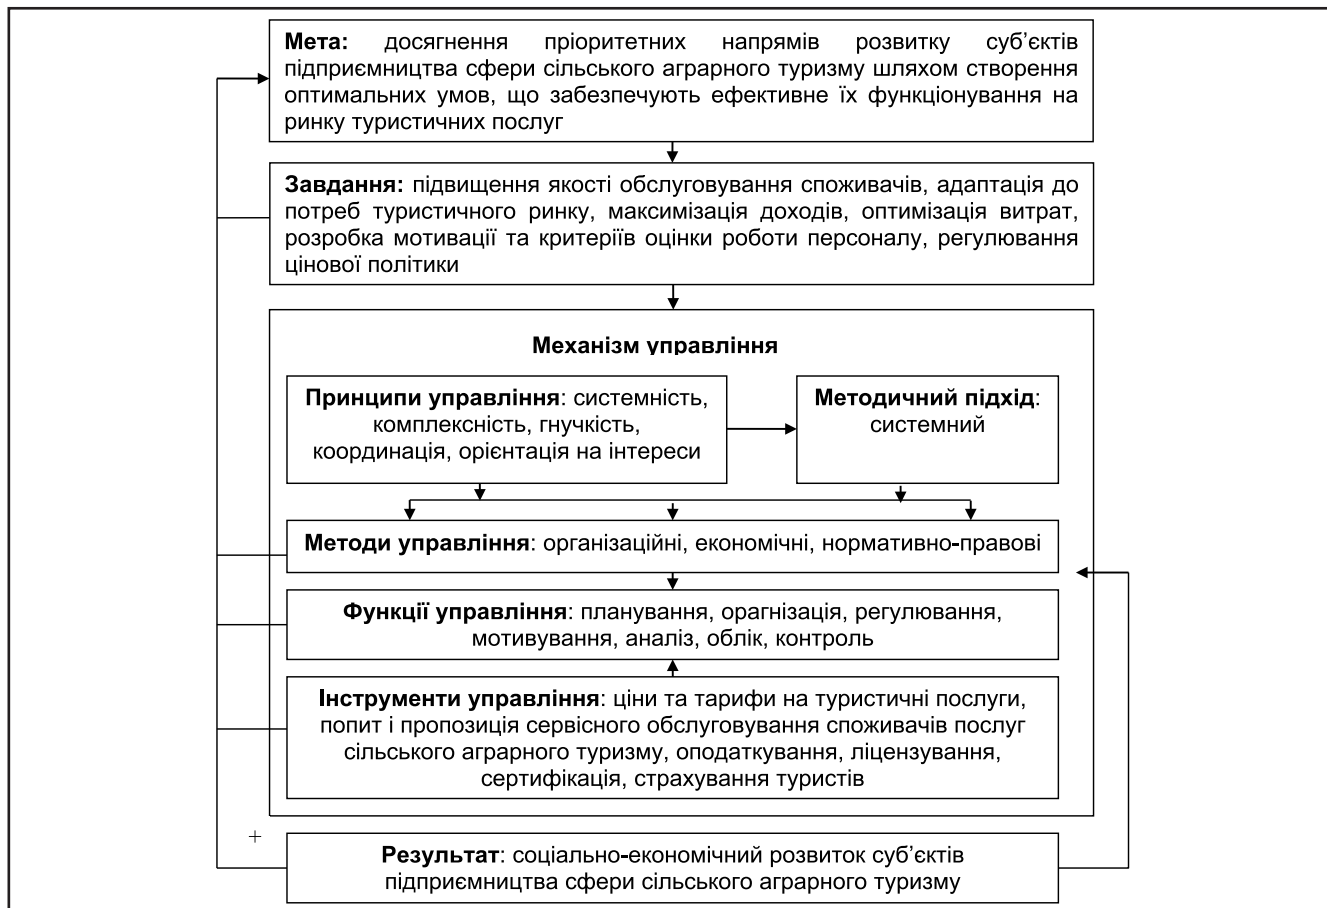 Мета: досягнення пріоритетних напрямів розвитку суб’єктів
підприємництва сфери сільського аграрного туризму шляхом створення
оптимальних умов, що забезпечують ефективне їх функціонування на
ринку туристичних послуг
Завдання: підвищення якості обслуговування споживачів, адаптація до
потреб туристичного ринку, максимізація доходів, оптимізація витрат,
розробка мотивації та критеріїв оцінки роботи персоналу, регулювання
цінової політики
Механізм управління
Принципи управління: системність,
комплексність, гнучкість,
координація, орієнтація на інтереси
Методичний підхід:
системний
Методи управління: організаційні, економічні, нормативно-правові
Функції управління: планування, орагнізація, регулювання,
мотивування, аналіз, облік, контроль
Інструменти управління: ціни та тарифи на туристичні послуги,
попит і пропозиція сервісного обслуговування споживачів послуг
сільського аграрного туризму, оподаткування, ліцензування,
сертифікація, страхування туристів
+
Результат: соціально-економічний розвиток суб’єктів
підприємництва сфери сільського аграрного туризму